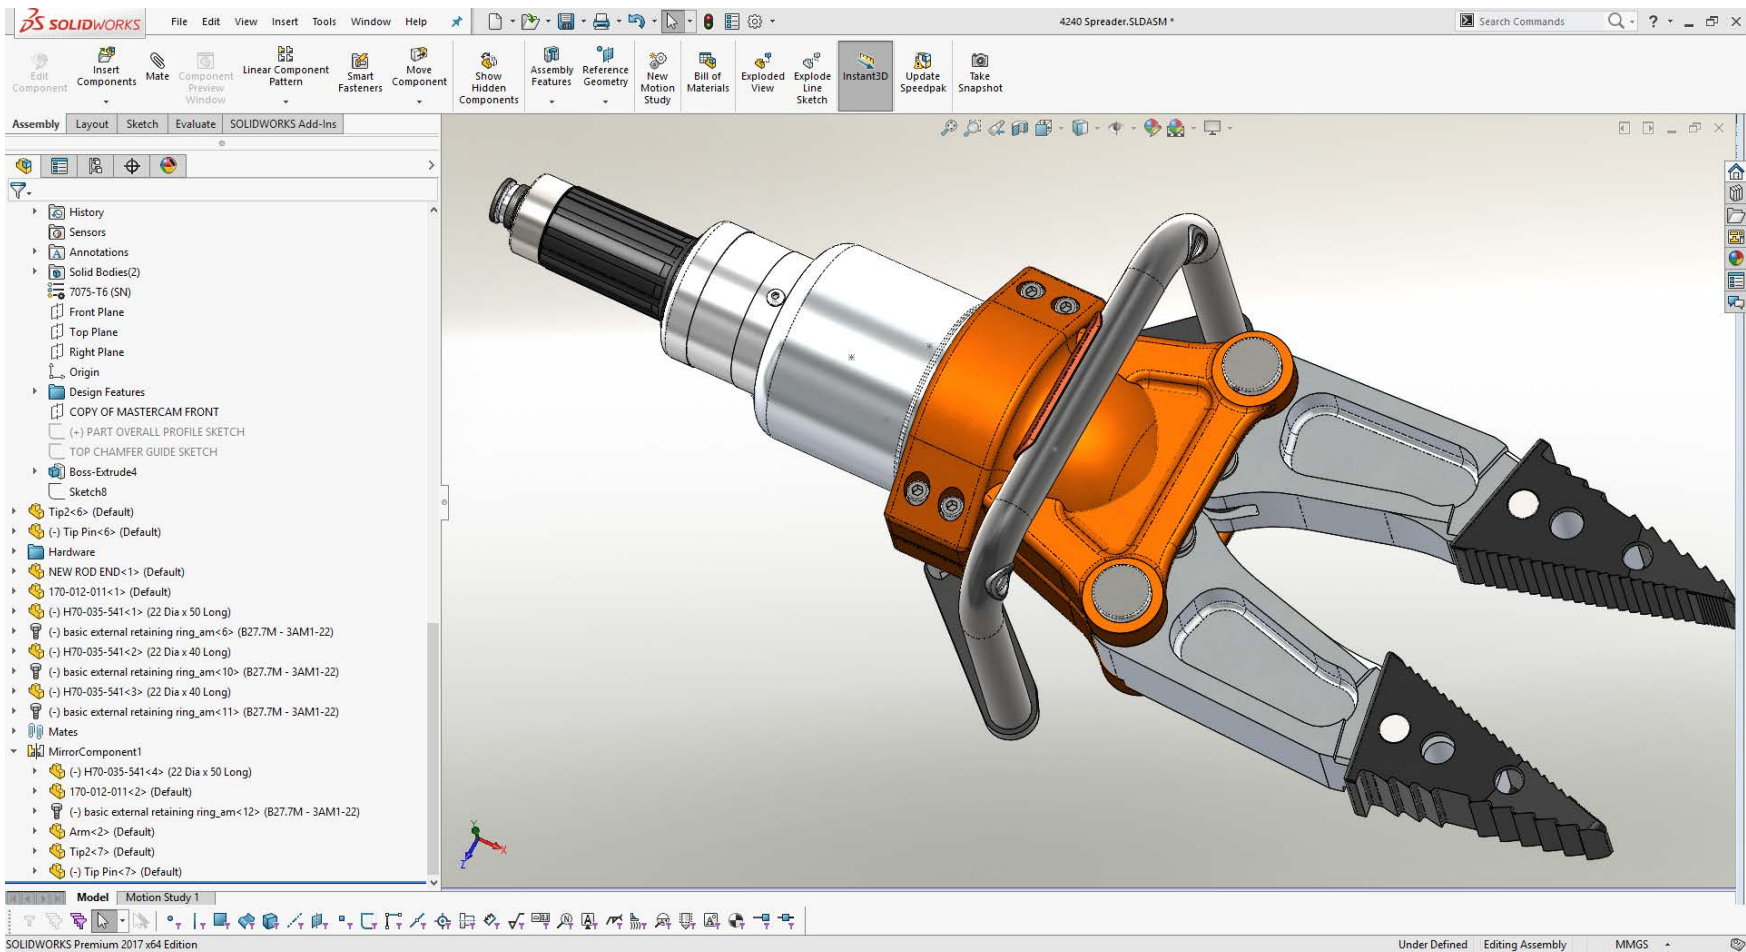 SOLIDWORKS File Edit View Insert Tools Window Help 4240 Spreader.SLDASM * Search Commands ?
Edit Component
Insert Components
Mate
Component Preview Window
Linear Component Pattern
Smart Fasteners
Move Component
Show Hidden Components
Assembly Features
Reference Geometry
New Motion Study
Bill of Materials
Exploded View
Explode Line Sketch
Instant3D
Update Speedpak
Take Snapshot
Assembly Layout Sketch Evaluate SOLIDWORKS Add-Ins
History
Sensors
Annotations
Solid Bodies(2)
7075-T6 (SN)
Front Plane
Top Plane
Right Plane
Origin
Design Features
COPY OF MASTERCAM FRONT
(+) PART OVERALL PROFILE SKETCH
TOP CHAMFER GUIDE SKETCH
Boss-Extrude4
Sketch8
Tip2<6> (Default)
(-) Tip Pin<6> (Default)
Hardware
NEW ROD END<1> (Default)
170-012-011<1> (Default)
(-) H70-035-541<1> (22 Dia x 50 Long)
(-) basic external retaining ring_am<6> (B27.7M - 3AM1-22)
(-) H70-035-541<2> (22 Dia x 40 Long)
(-) basic external retaining ring_am<10> (B27.7M - 3AM1-22)
(-) H70-035-541<3> (22 Dia x 40 Long)
(-) basic external retaining ring_am<11> (B27.7M - 3AM1-22)
Mates
MirrorComponent1
(-) H70-035-541<4> (22 Dia x 50 Long)
170-012-011<2> (Default)
(-) basic external retaining ring_am<12> (B27.7M - 3AM1-22)
Arm<2> (Default)
Tip2<7> (Default)
(-) Tip Pin<7> (Default)
Y
X
Z
Model Motion Study 1
SOLIDWORKS Premium 2017 x64 Edition Under Defined Editing Assembly MMGS